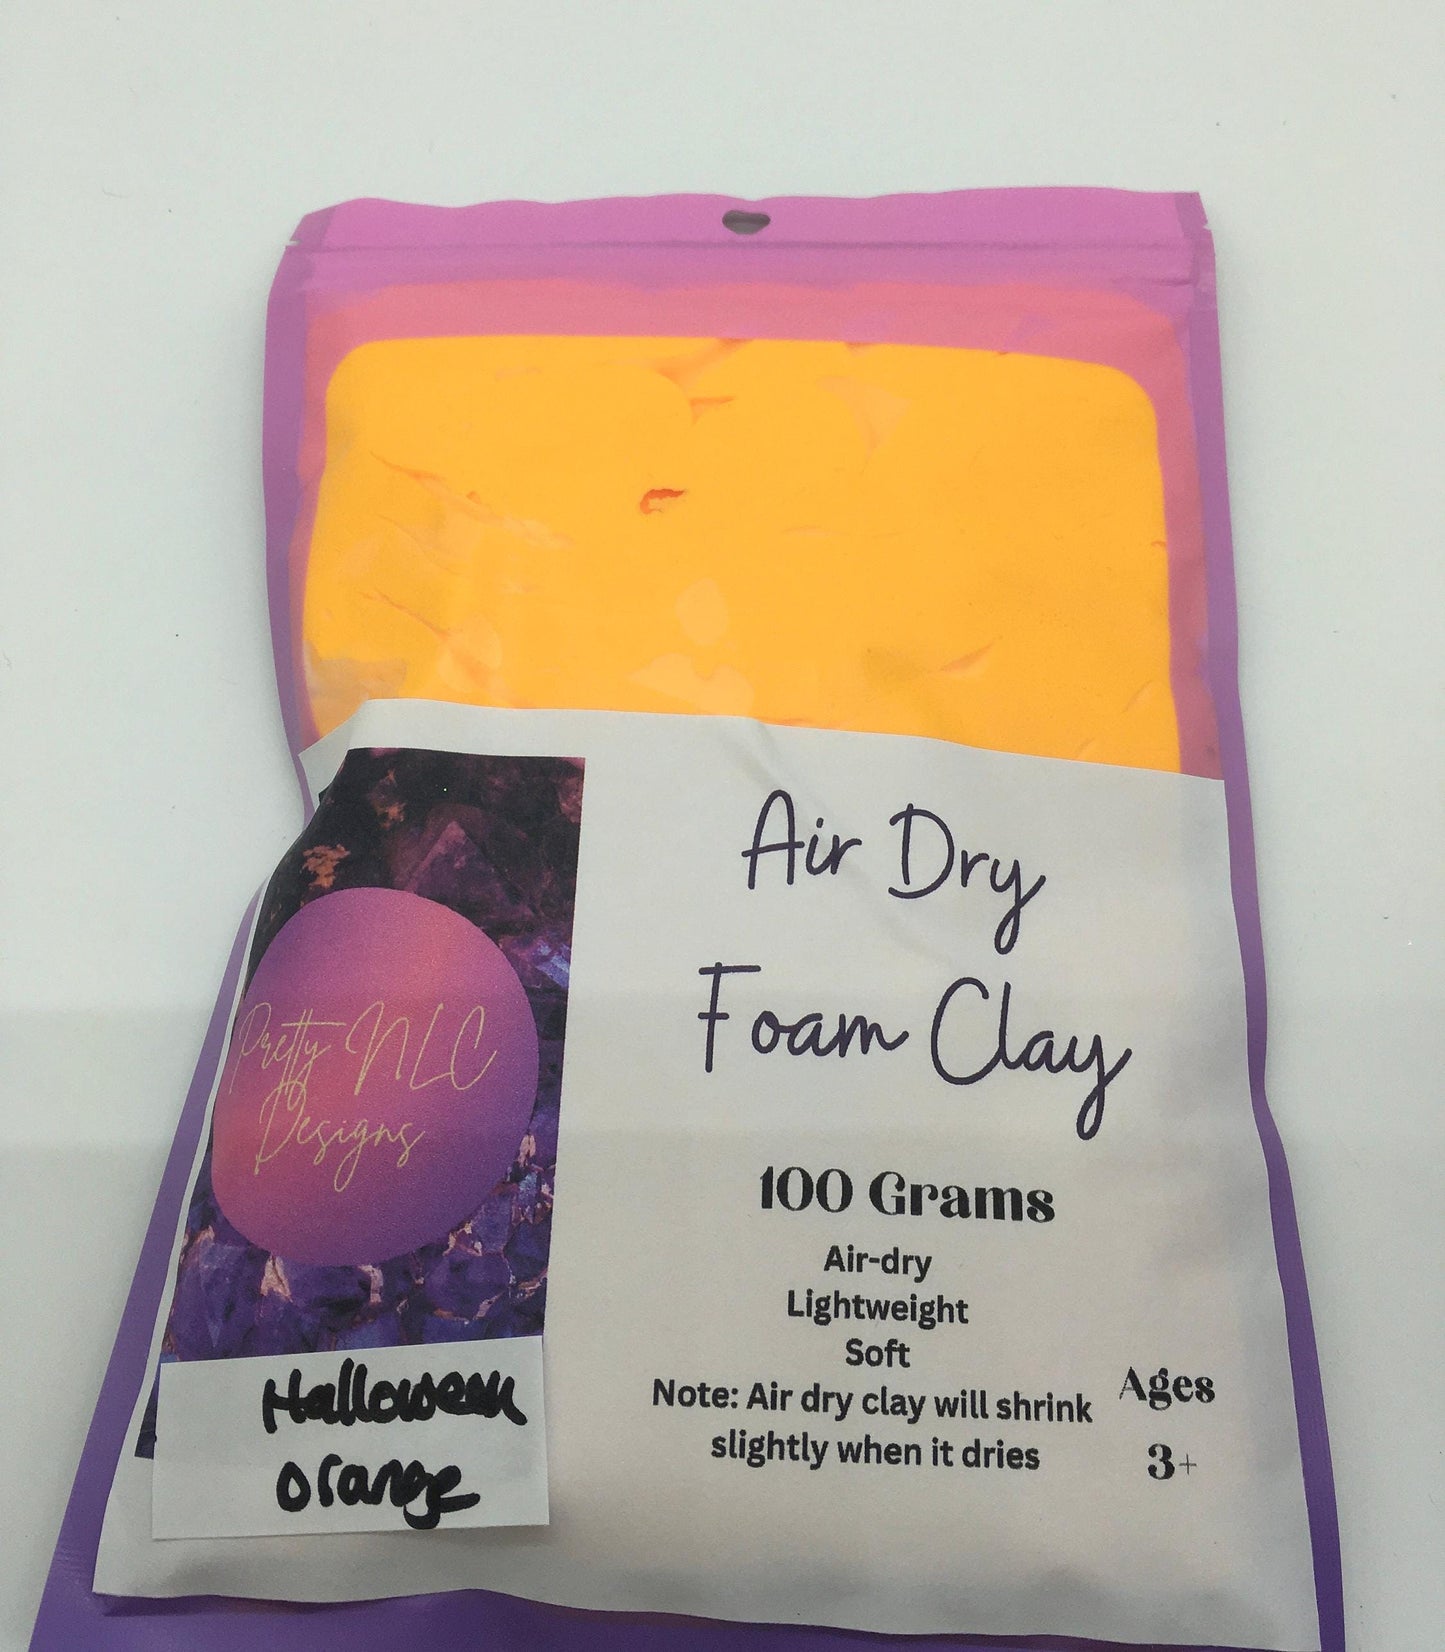 Air Dry
Foam Clay
Pretty NLC
Designs
100 Grams
Air-dry
Lightweight
Soft
Note: Air dry clay will shrink
slightly when it dries
Ages
3+
Halloween
orange